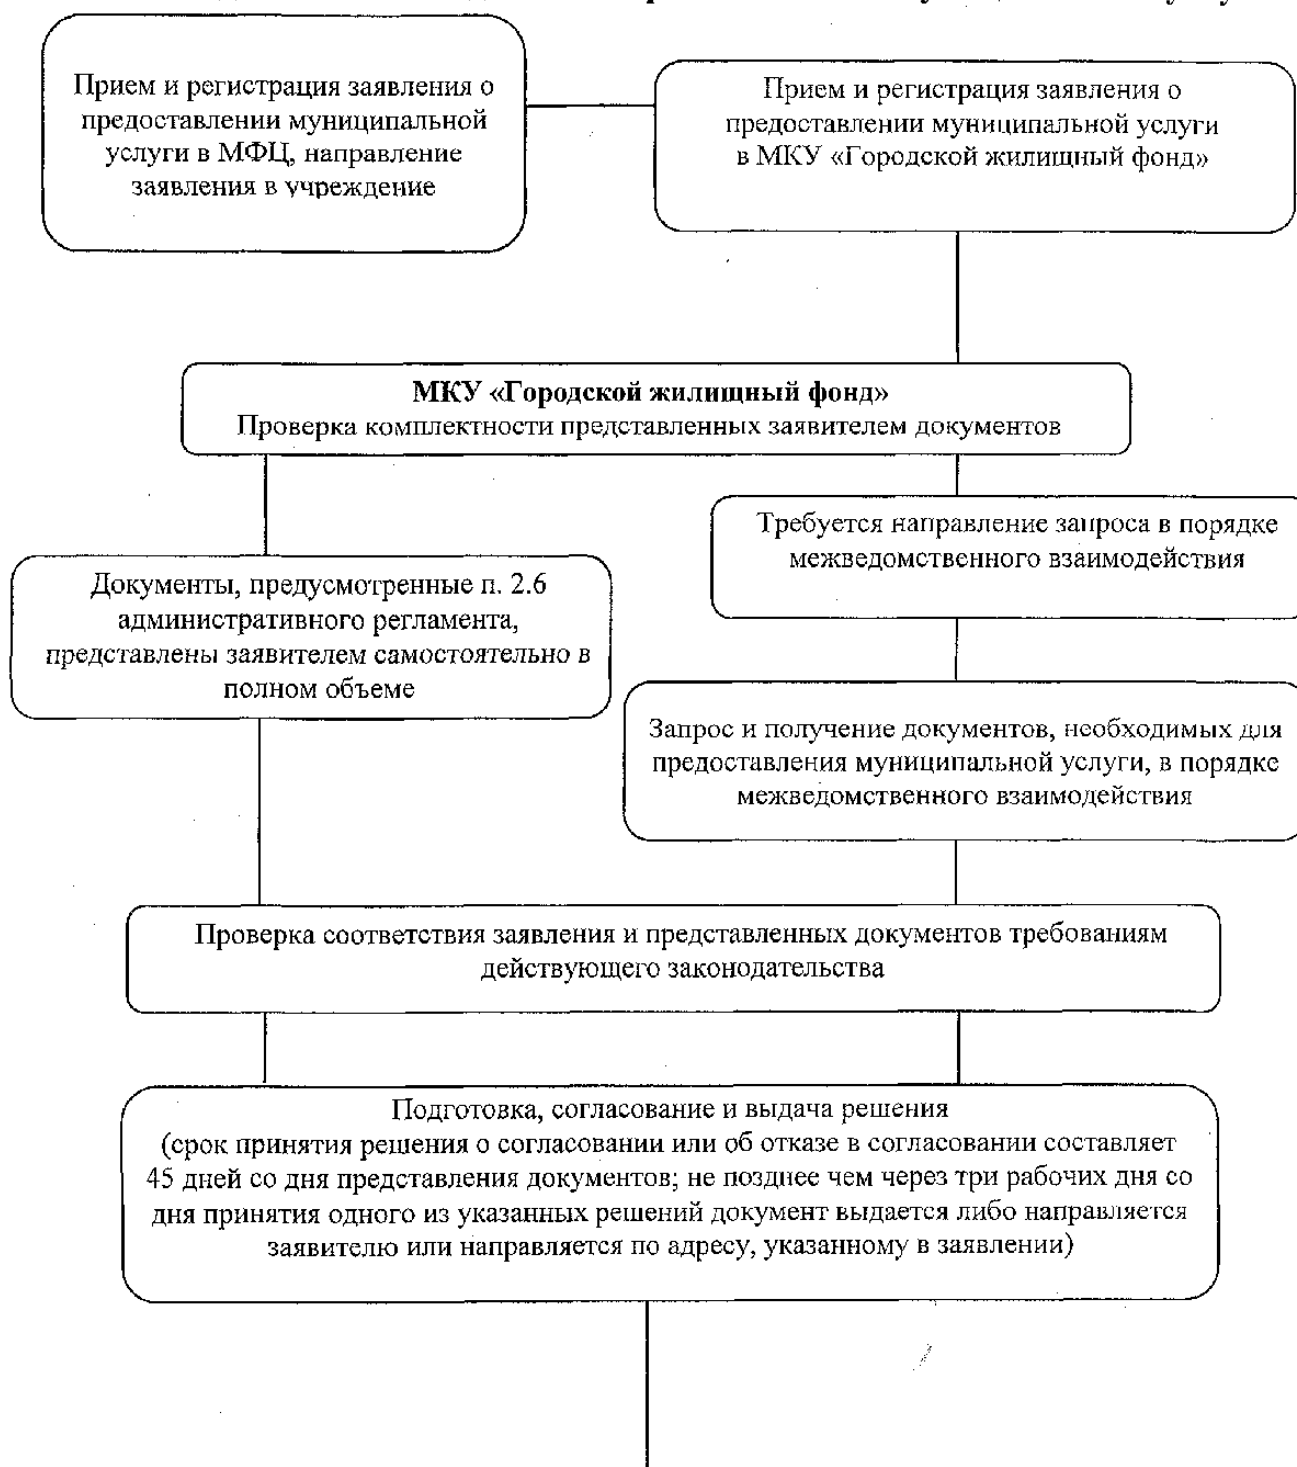 Прием и регистрация заявления о
предоставлении муниципальной
услуги в МФЦ, направление
заявления в учреждение
Прием и регистрация заявления о
предоставлении муниципальной услуги
в МКУ «Городской жилищный фонд»
МКУ «Городской жилищный фонд»
Проверка комплектности представленных заявителем документов
Требуется направление запроса в порядке
межведомственного взаимодействия
Документы, предусмотренные п. 2.6
административного регламента,
представлены заявителем самостоятельно в
полном объеме
Запрос и получение документов, необходимых для
предоставления муниципальной услуги, в порядке
межведомственного взаимодействия
Проверка соответствия заявления и представленных документов требованиям
действующего законодательства
Подготовка, согласование и выдача решения
(срок принятия решения о согласовании или об отказе в согласовании составляет
45 дней со дня представления документов; не позднее чем через три рабочих дня со
дня принятия одного из указанных решений документ выдается либо направляется
заявителю или направляется по адресу, указанному в заявлении)